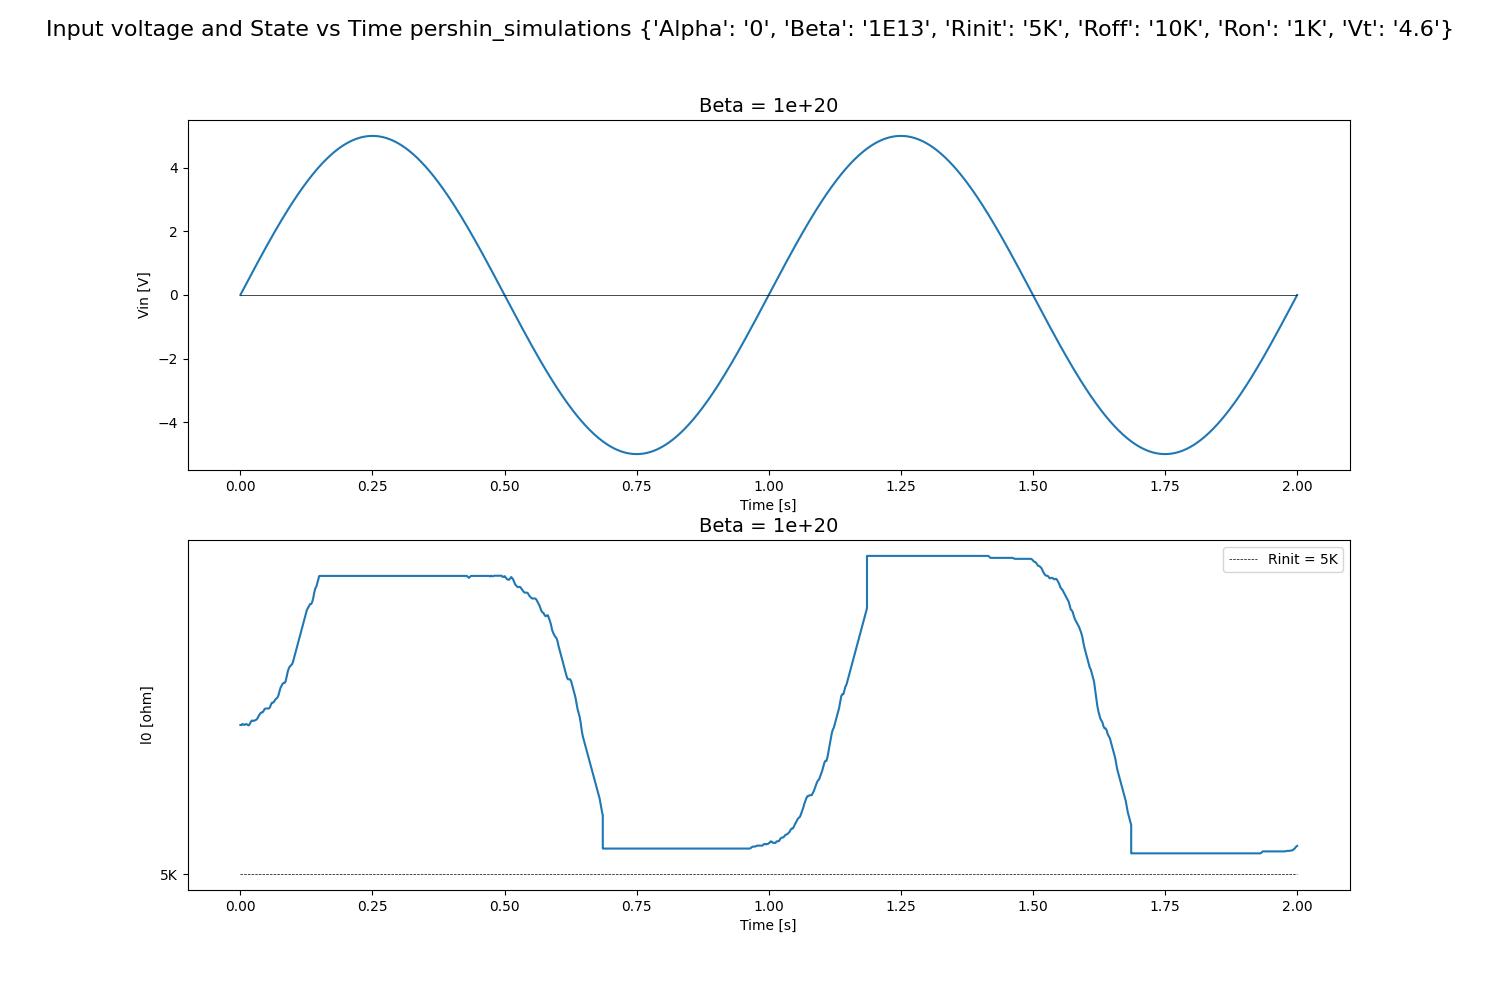 Input voltage and State vs Time pershin_simulations {'Alpha': '0', 'Beta': '1E13', 'Rinit': '5K', 'Roff': '10K', 'Ron': '1K', 'Vt': '4.6'}
Beta = 1e+20
4
2
0
−2
−4
Vin [V]
0.00 0.25 0.50 0.75 1.00 1.25 1.50 1.75 2.00
Time [s]
Beta = 1e+20
Rinit = 5K
l0 [ohm]
5K
0.00 0.25 0.50 0.75 1.00 1.25 1.50 1.75 2.00
Time [s]